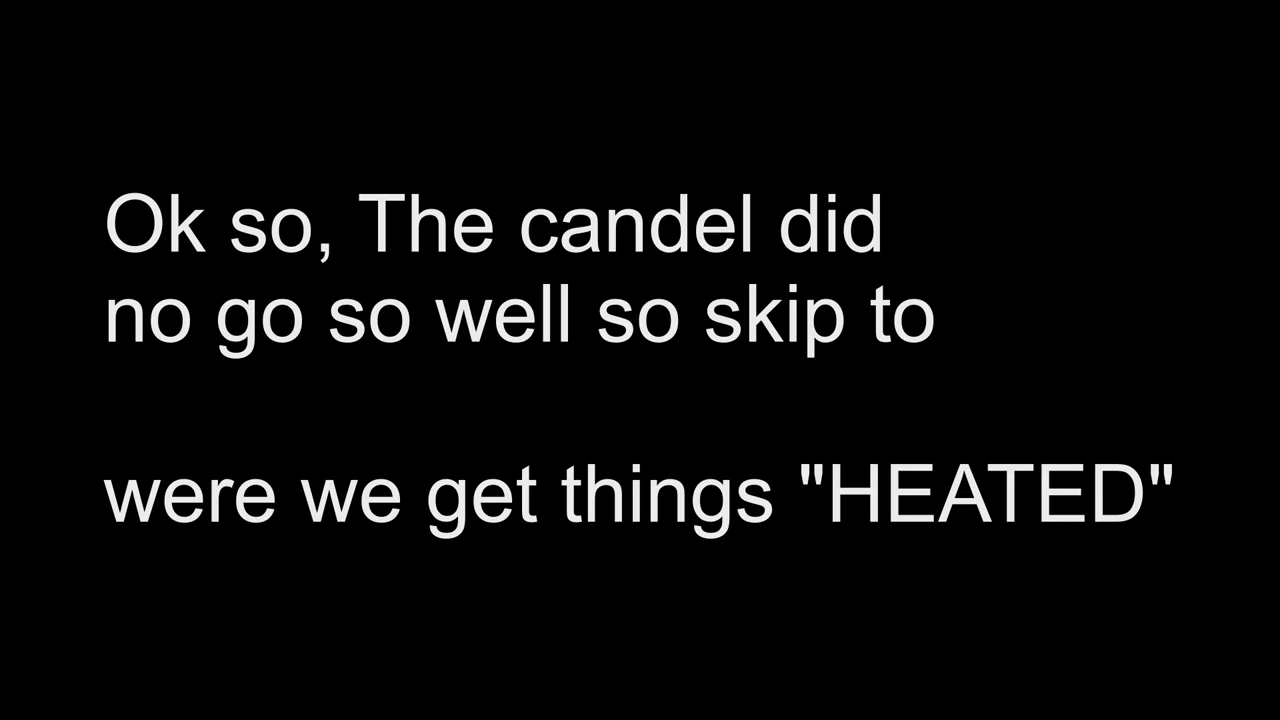 Ok so, The candel did
no go so well so skip to
were we get things "HEATED"